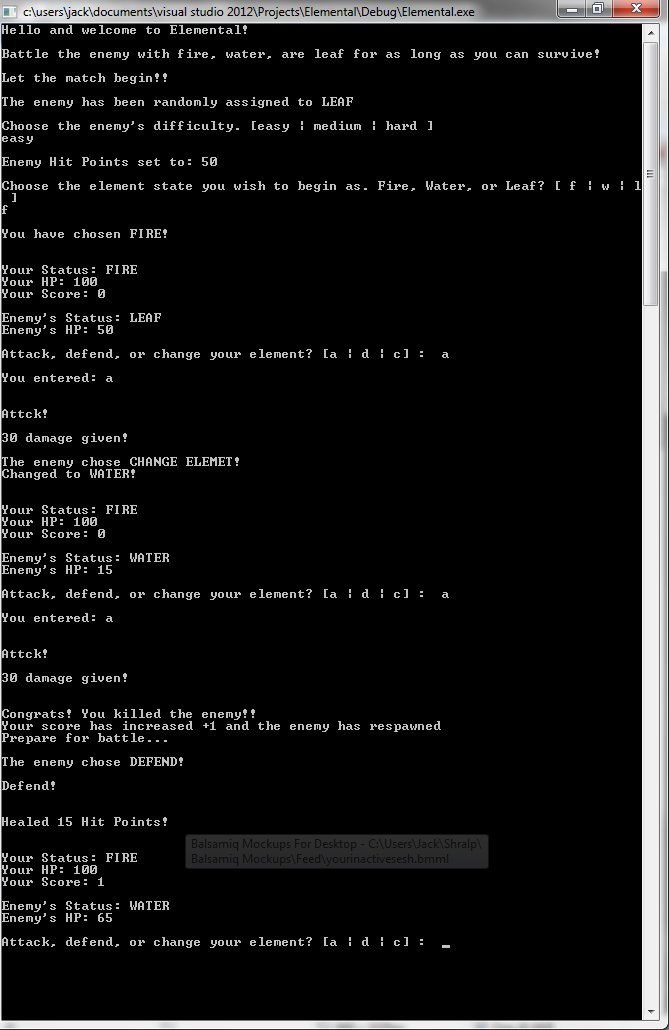 c:\users\jack\documents\visual studio 2012\Projects\Elemental\Debug\Elemental.exe
Hello and welcome to Elemental!
Battle the enemy with fire, water, are leaf for as long as you can survive!
Let the match begin!!
The enemy has been randomly assigned to LEAF
Choose the enemy's difficulty. [easy | medium | hard ]
easy
Enemy Hit Points set to: 50
Choose the element state you wish to begin as. Fire, Water, or Leaf? [ f | w | l
 ]
f
You have chosen FIRE!
Your Status: FIRE
Your HP: 100
Your Score: 0
Enemy's Status: LEAF
Enemy's HP: 50
Attack, defend, or change your element? [a | d | c] :  a
You entered: a
Attck!
30 damage given!
The enemy chose CHANGE ELEMET!
Changed to WATER!
Your Status: FIRE
Your HP: 100
Your Score: 0
Enemy's Status: WATER
Enemy's HP: 15
Attack, defend, or change your element? [a | d | c] :  a
You entered: a
Attck!
30 damage given!
Congrats! You killed the enemy!!
Your score has increased +1 and the enemy has respawned
Prepare for battle...
The enemy chose DEFEND!
Defend!
Healed 15 Hit Points!
Balsamiq Mockups For Desktop - C:\Users\Jack\Shralp\
Balsamiq Mockups\Feed\yourinactivesesh.bmml
Your Status: FIRE
Your HP: 100
Your Score: 1
Enemy's Status: WATER
Enemy's HP: 65
Attack, defend, or change your element? [a | d | c] :  _